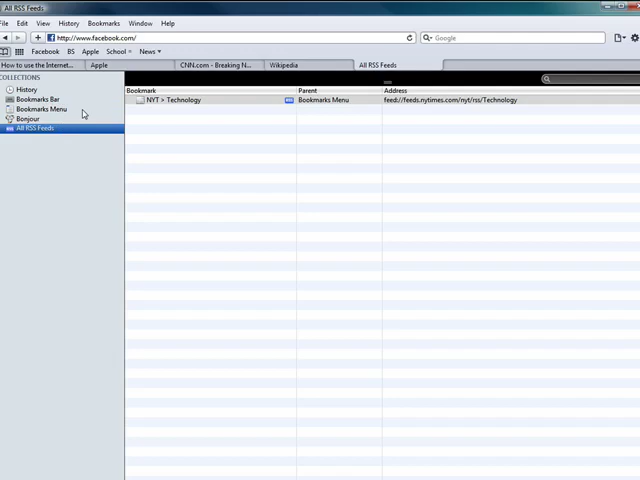 All RSS Feeds
File Edit View History Bookmarks Window Help
http://www.facebook.com/ Google
Facebook BS Apple School News
How to use the Internet... Apple CNN.com - Breaking N... Wikipedia All RSS Feeds
COLLECTIONS
History
Bookmarks Bar
Bookmarks Menu
Bonjour
All RSS Feeds
Bookmark Parent Address
NYT > Technology RSS Bookmarks Menu feed://feeds.nytimes.com/nyt/rss/Technology